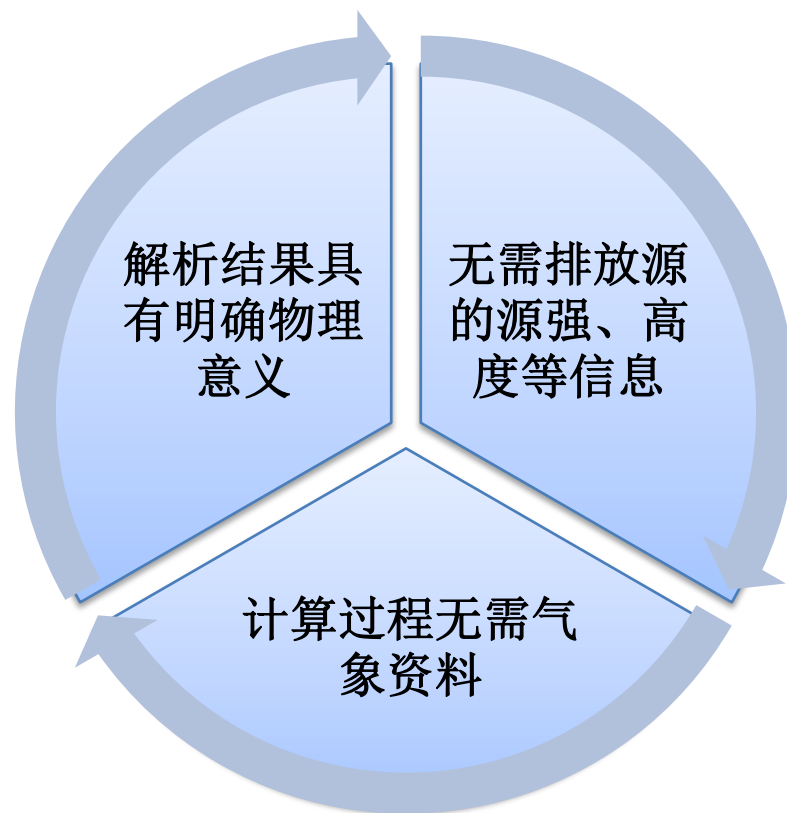 解析结果具
有明确物理
意义
无需排放源
的源强、高
度等信息
计算过程无需气
象资料